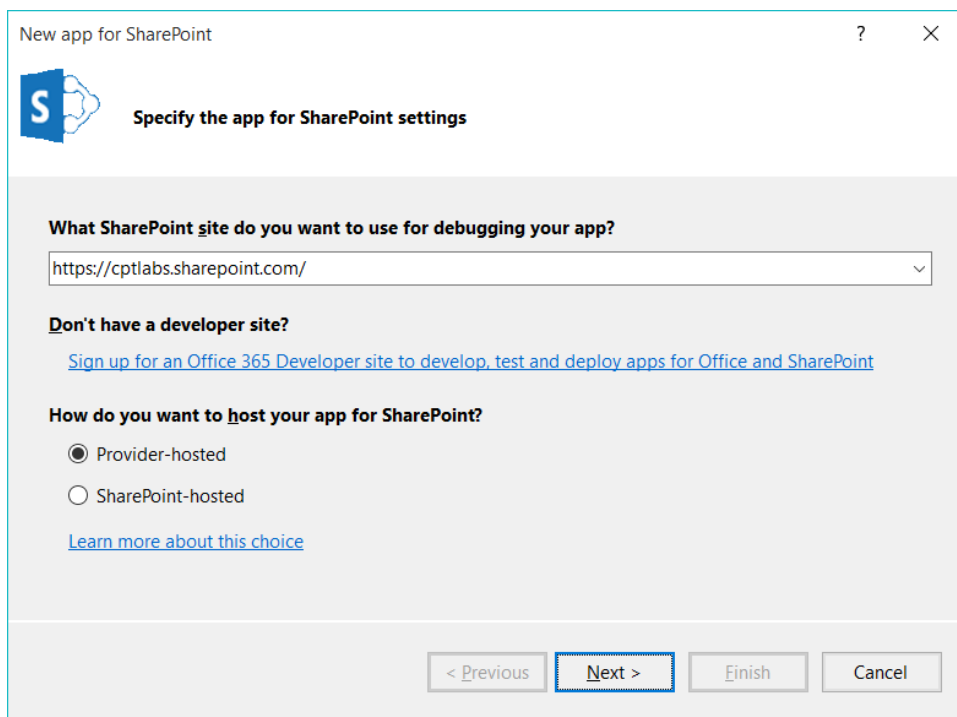 New app for SharePoint
?
S
Specify the app for SharePoint settings
What SharePoint site do you want to use for debugging your app?
https://cptlabs.sharepoint.com/
Don't have a developer site?
Sign up for an Office 365 Developer site to develop, test and deploy apps for Office and SharePoint
How do you want to host your app for SharePoint?
Provider-hosted
SharePoint-hosted
Learn more about this choice
< Previous Next > Finish Cancel